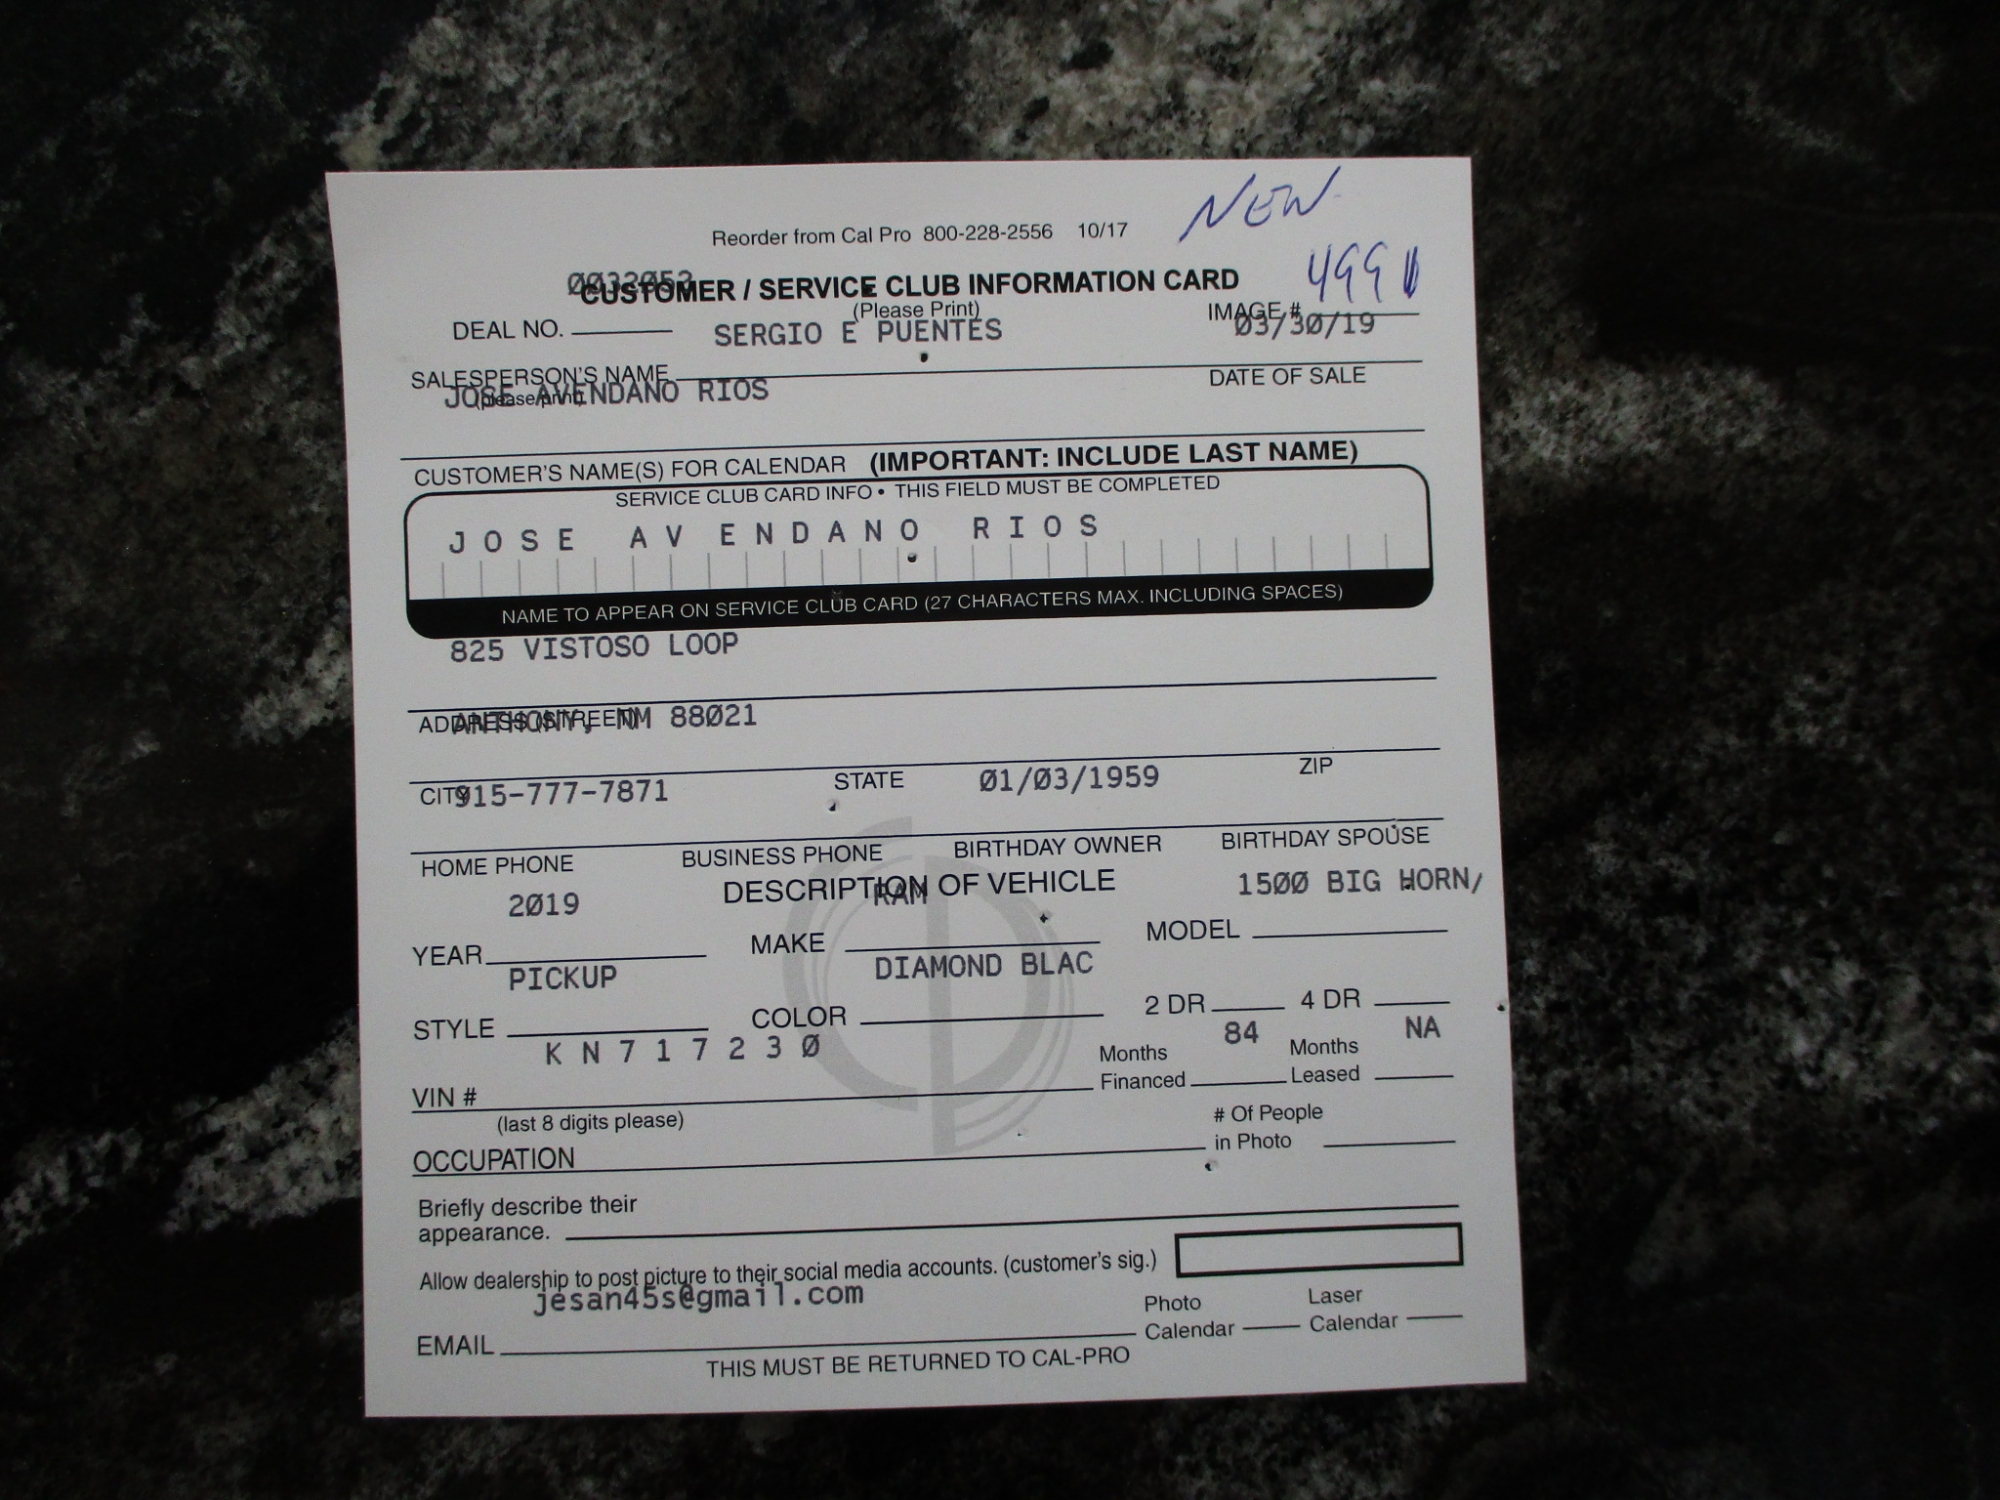 NEW
Reorder from Cal Pro 800-228-2556 10/17
499
0032053
CUSTOMER / SERVICE CLUB INFORMATION CARD
(Please Print)
DEAL NO. SERGIO E PUENTES IMAGE # 03/30/19
SALESPERSON'S NAME DATE OF SALE
(please print) JOSE AVENDANO RIOS
CUSTOMER'S NAME(S) FOR CALENDAR (IMPORTANT: INCLUDE LAST NAME)
SERVICE CLUB CARD INFO • THIS FIELD MUST BE COMPLETED
JOSE AVENDANO RIOS
NAME TO APPEAR ON SERVICE CLUB CARD (27 CHARACTERS MAX. INCLUDING SPACES)
825 VISTOSO LOOP
ADDRESS (STREET) ANTHONY, NM 88021
CITY 915-777-7871 STATE 01/03/1959 ZIP
HOME PHONE BUSINESS PHONE BIRTHDAY OWNER BIRTHDAY SPOUSE
DESCRIPTION OF VEHICLE
2019 RAM 1500 BIG HORN/
YEAR MAKE MODEL
PICKUP DIAMOND BLAC
STYLE COLOR 2 DR 4 DR
KN717230 84 NA
VIN # Months Financed Months Leased
(last 8 digits please)
OCCUPATION # Of People in Photo
Briefly describe their
appearance.
Allow dealership to post picture to their social media accounts. (customer's sig.)
jesan45s@gmail.com
EMAIL Photo Calendar Laser Calendar
THIS MUST BE RETURNED TO CAL-PRO